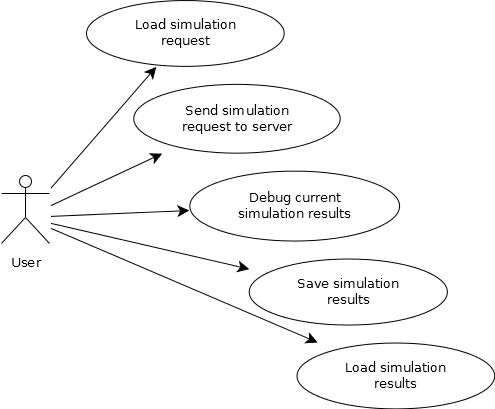 Load simulation
request
Send simulation
request to server
Debug current
simulation results
User
Save simulation
results
Load simulation
results